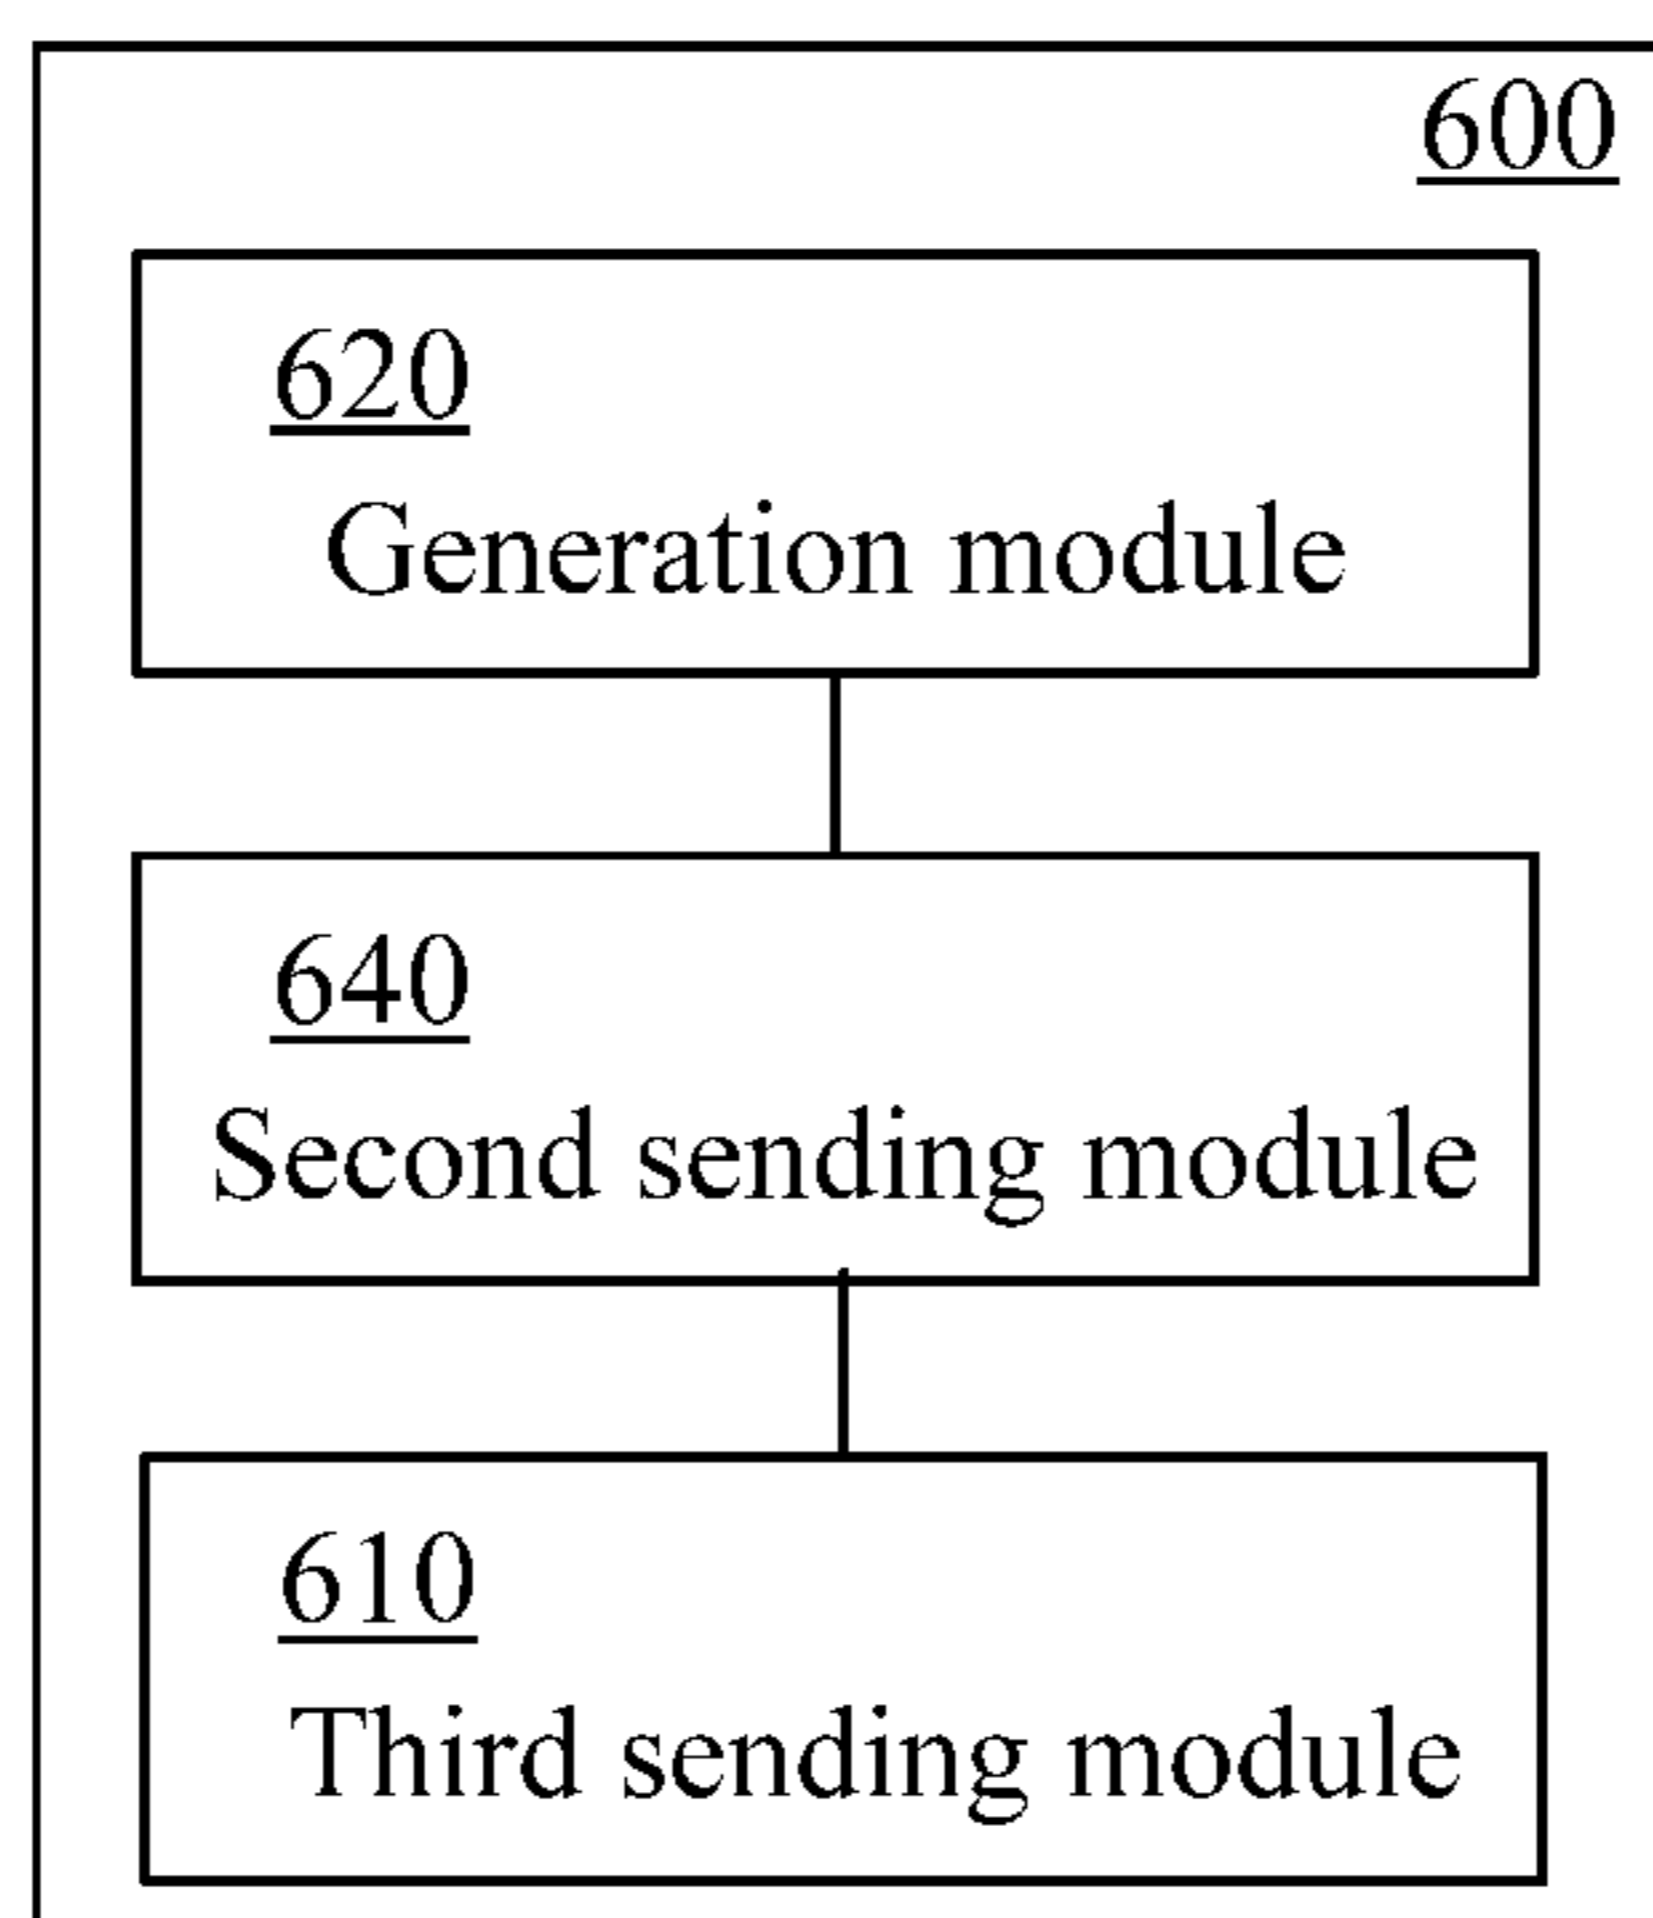 600
620
Generation module
640
Second sending module
610
Third sending module